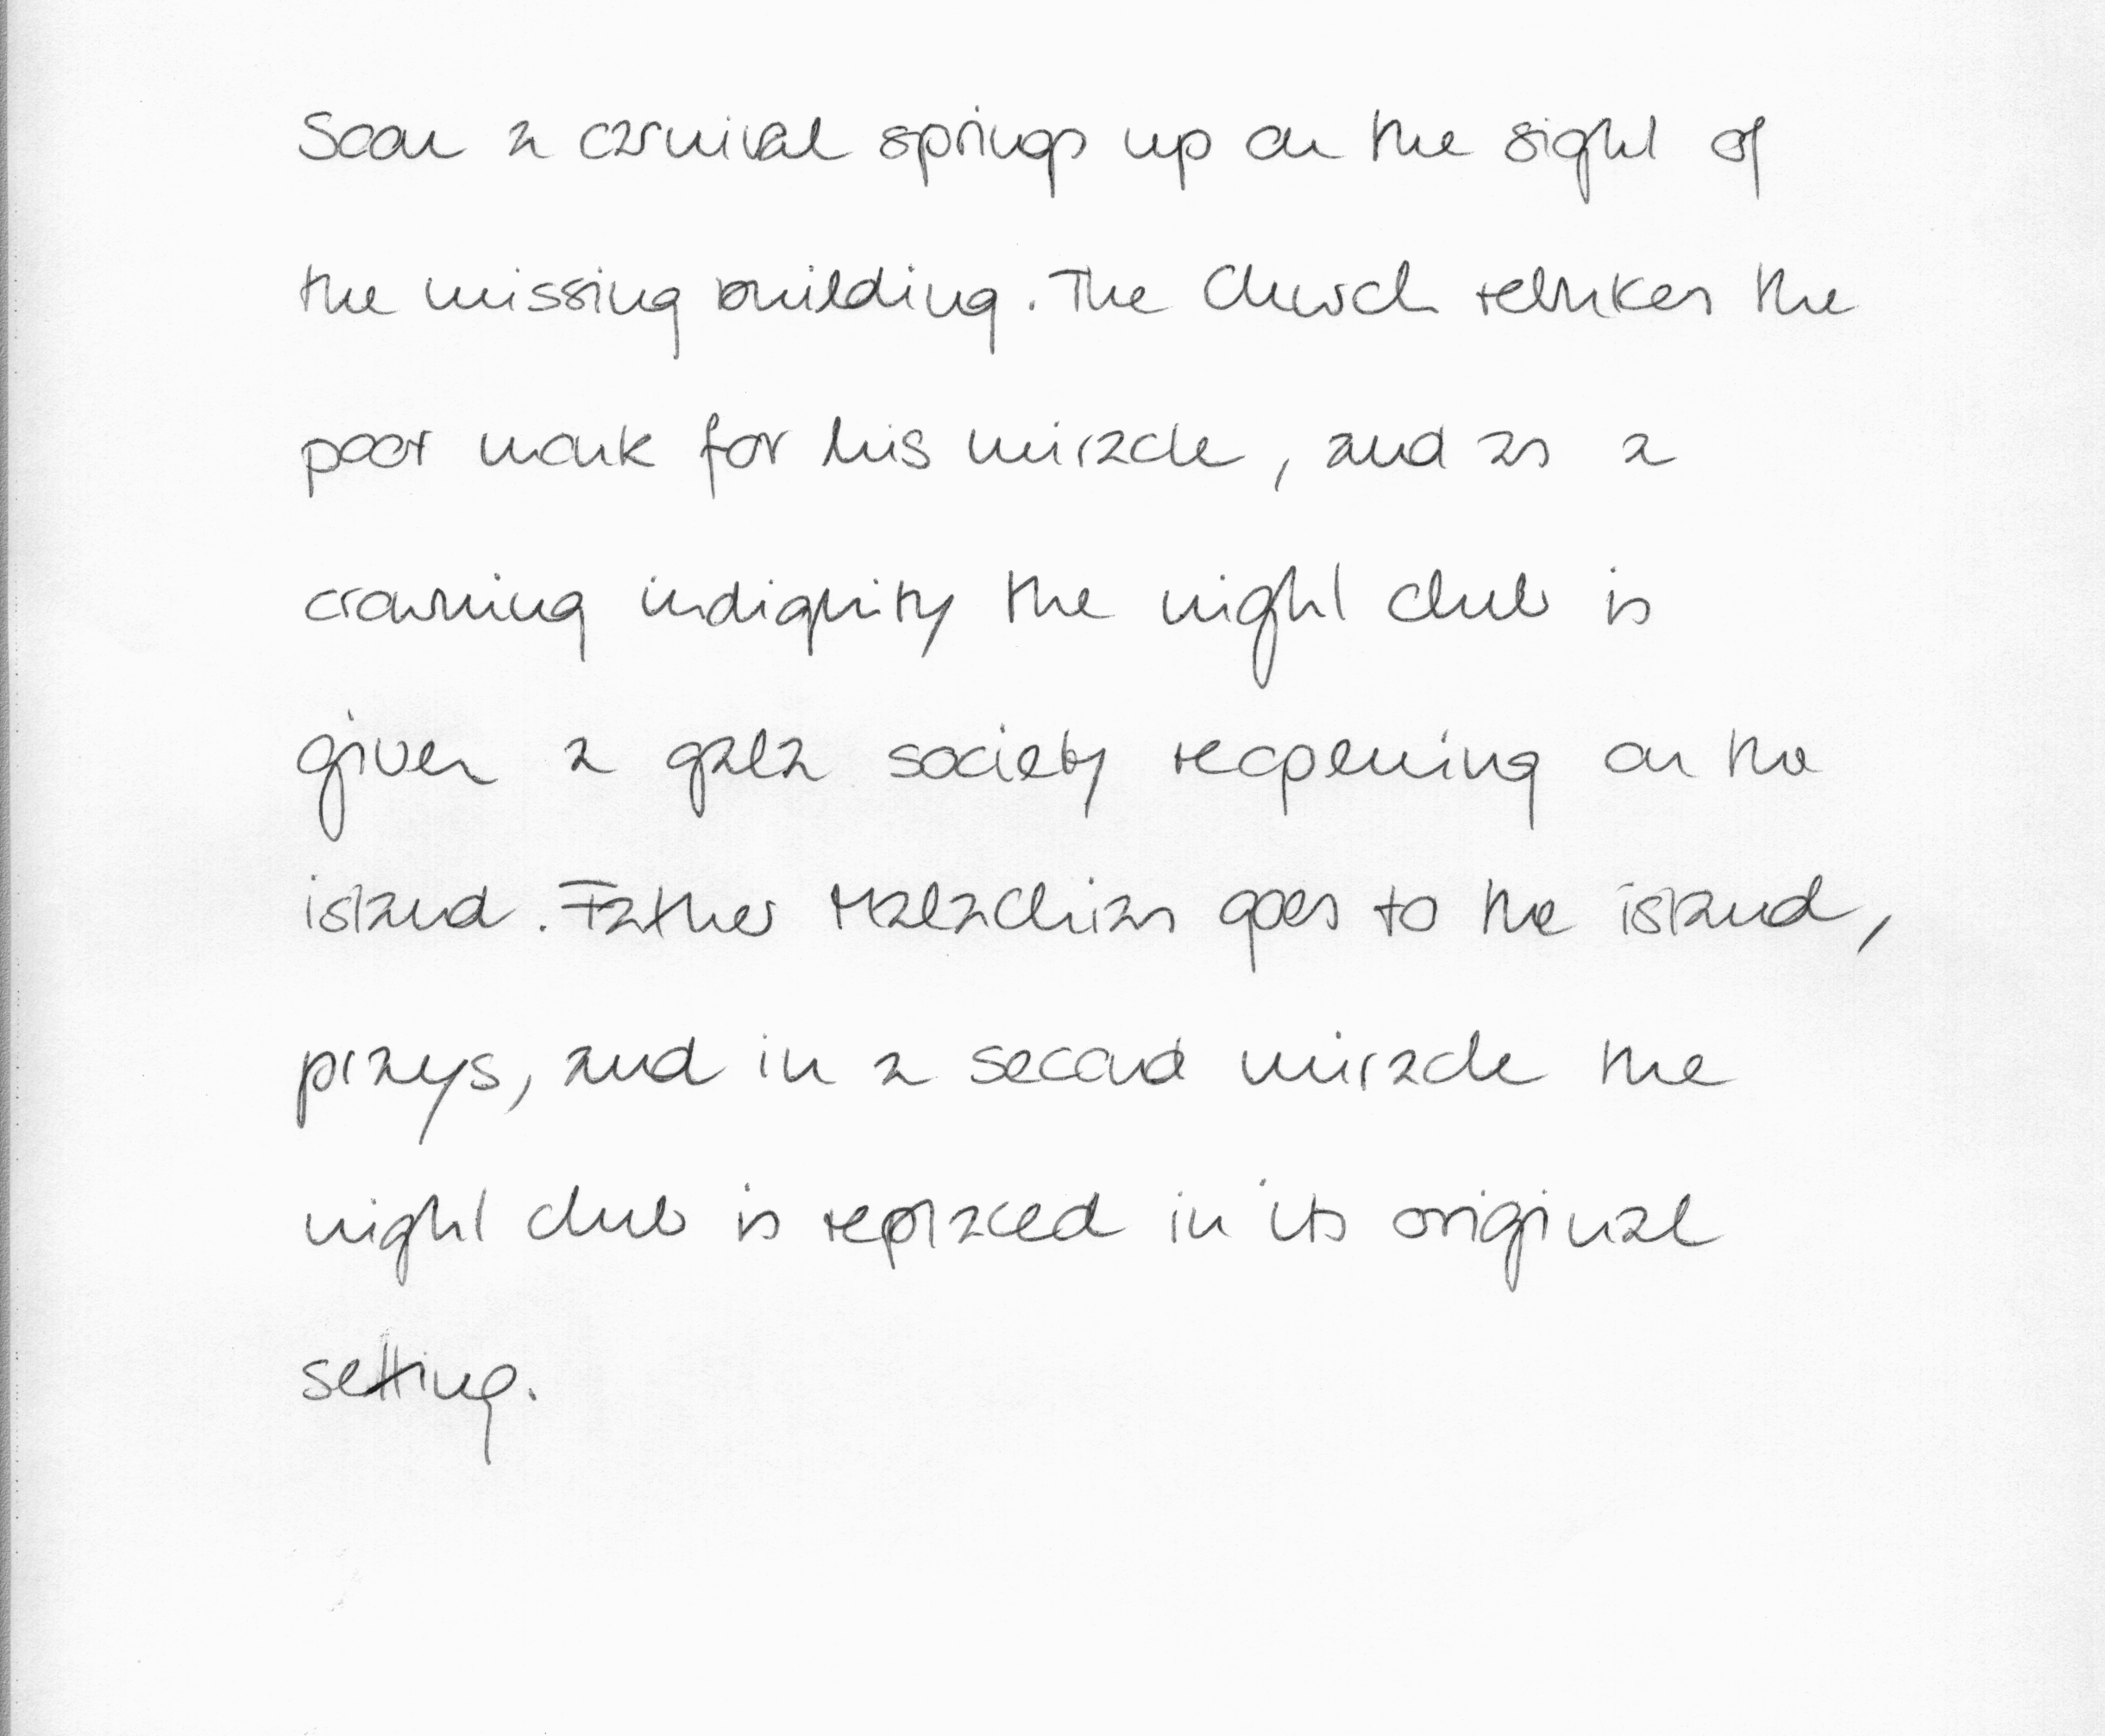 Soon a carnival springs up on the sight of
the missing building. The Church rebukes the
poor monk for his miracle, and as a
crowning indignity the night club is
given a gala society reopening on the
island. Father Malachias goes to the island,
prays, and in a second miracle the
night club is replaced in its original
setting.